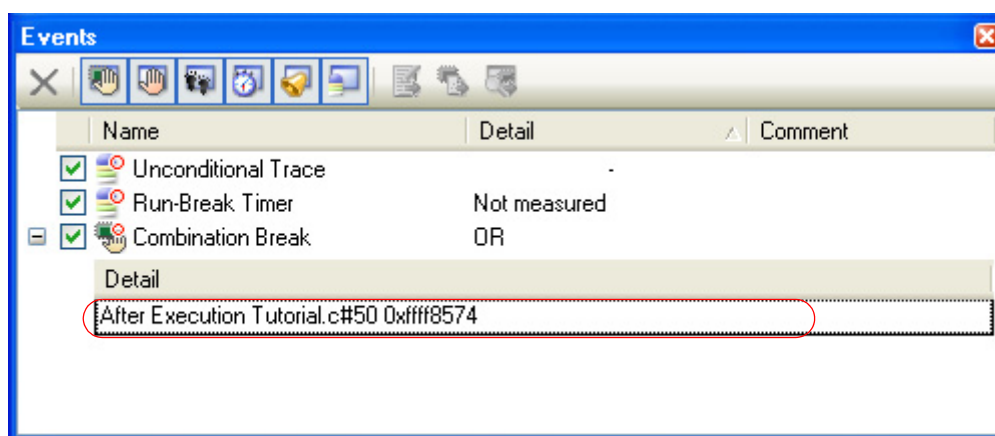 Events
Name Detail Comment
Unconditional Trace -
Run-Break Timer Not measured
Combination Break OR
Detail
After Execution Tutorial.c#50 0xffff8574